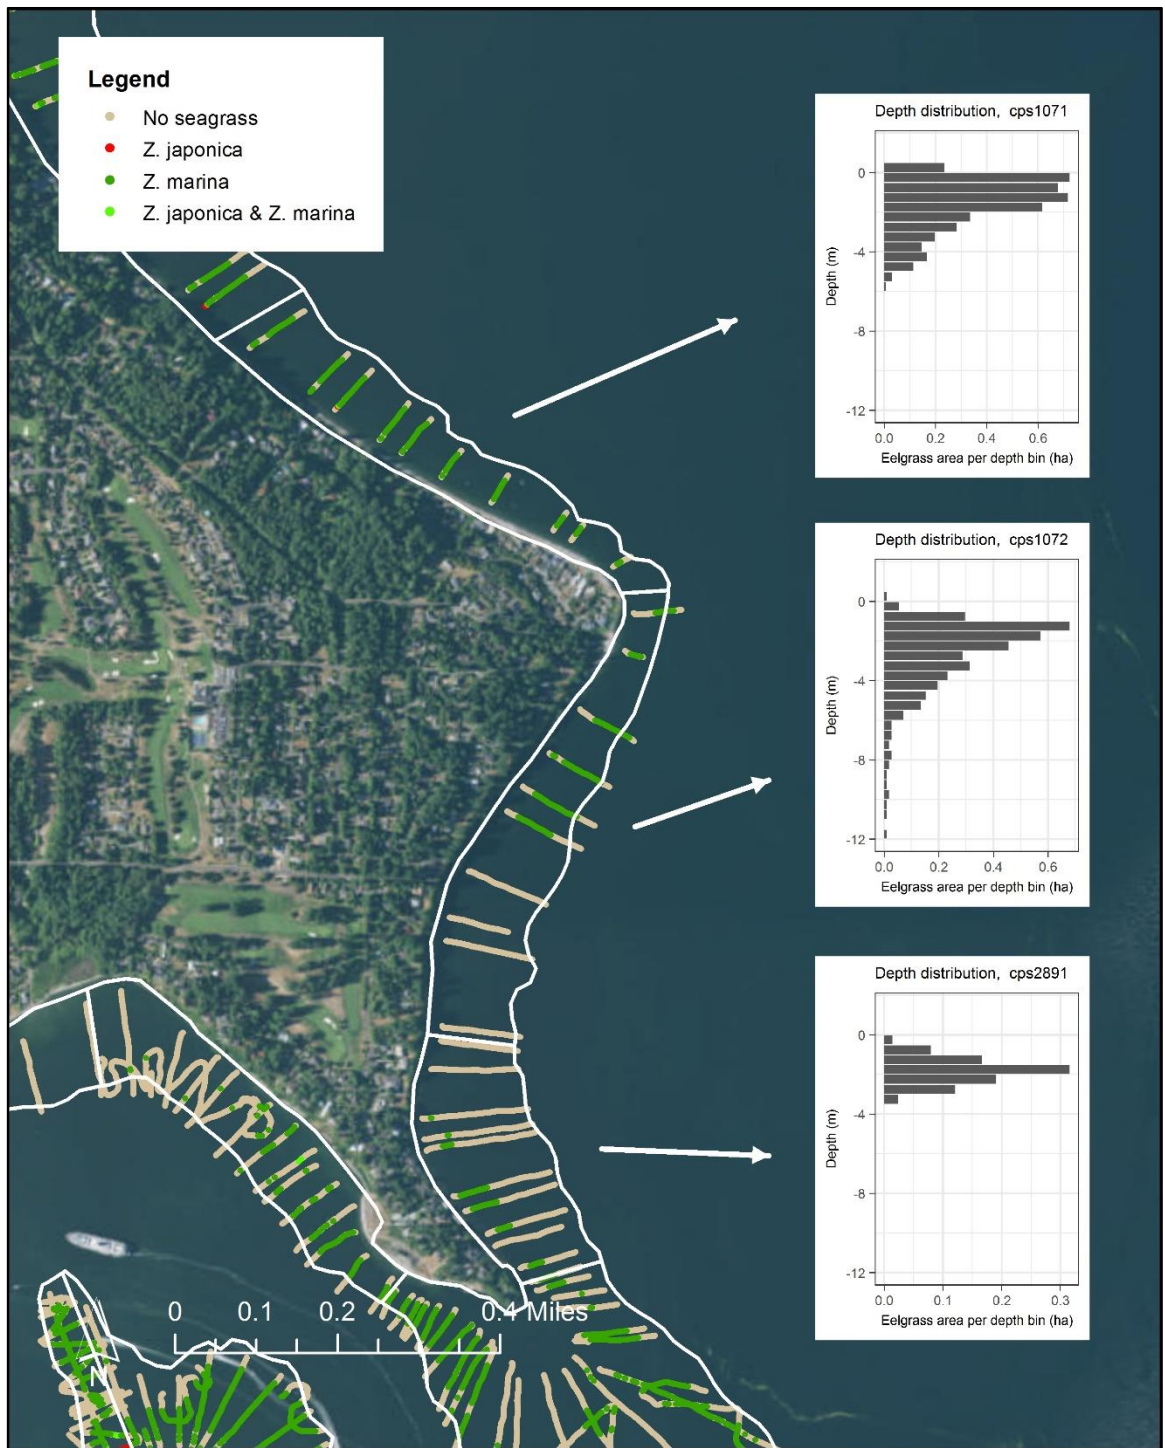 Legend
No seagrass
Z. japonica
Z. marina
Z. japonica & Z. marina
Depth distribution, cps1071
0
-4
-8
-12
Depth (m)
0.0 0.2 0.4 0.6
Eelgrass area per depth bin (ha)
Depth distribution, cps1072
0
-4
-8
-12
Depth (m)
0.0 0.2 0.4 0.6
Eelgrass area per depth bin (ha)
Depth distribution, cps2891
0
-4
-8
-12
Depth (m)
0.0 0.1 0.2 0.3
Eelgrass area per depth bin (ha)
0 0.1 0.2 0.4 Miles
N